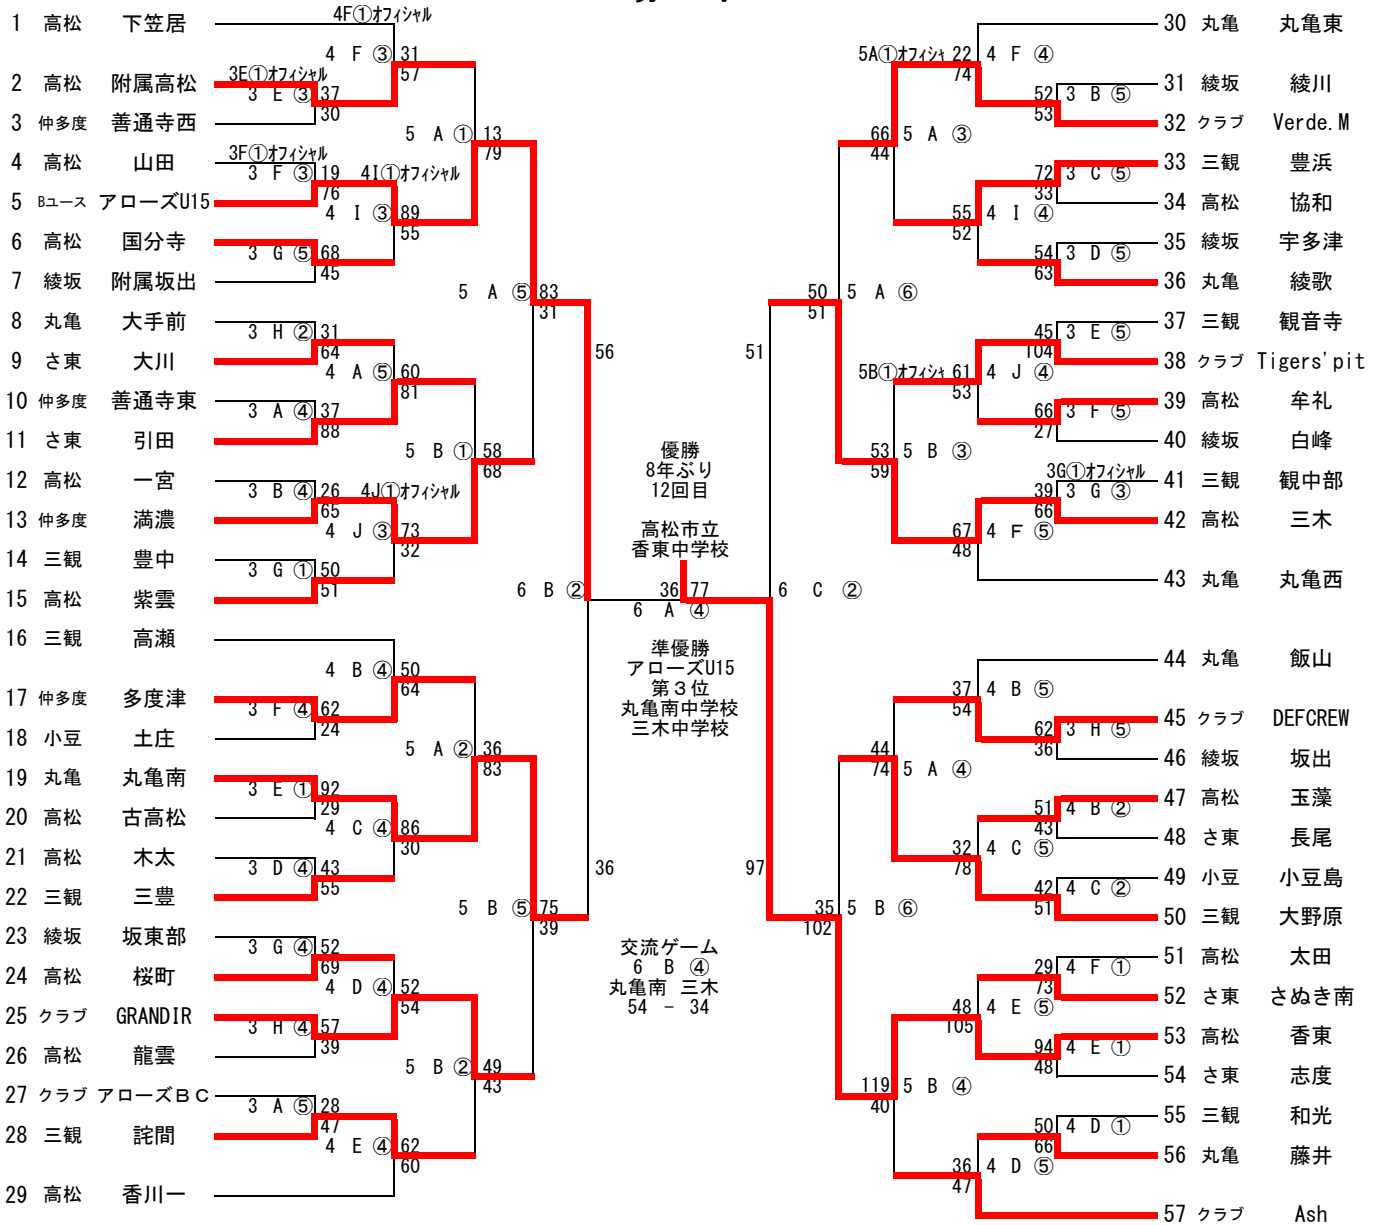 4F①オフィシャル
1 高松 下笠居
4 F ③ 31
57
2 高松 附属高松
3E①オフィシャル
3 E ③ 37
30
3 仲多度 善通寺西
5 A ① 13
79
4 高松 山田
3F①オフィシャル
3 F ③ 19
76
4I①オフィシャル
5 Bユース アローズU15
4 I ③ 89
55
6 高松 国分寺
3 G ⑤ 68
45
7 綾坂 附属坂出
5 A ⑤ 83
31
8 丸亀 大手前
3 H ② 31
64
9 さ東 大川
4 A ⑤ 60
81
10 仲多度 善通寺東
3 A ④ 37
88
11 さ東 引田
5 B ① 58
68
12 高松 一宮
3 B ④ 26
65
4J①オフィシャル
13 仲多度 満濃
4 J ③ 73
32
14 三観 豊中
3 G ① 50
51
15 高松 紫雲
56
6 B ②
16 三観 高瀬
4 B ④ 50
64
17 仲多度 多度津
3 F ④ 62
24
18 小豆 土庄
5 A ② 36
83
19 丸亀 丸亀南
3 E ① 92
29
20 高松 古高松
4 C ④ 86
30
21 高松 木太
3 D ④ 43
55
22 三観 三豊
36
5 B ⑤ 75
39
23 綾坂 坂東部
3 G ④ 52
69
24 高松 桜町
4 D ④ 52
54
25 クラブ GRANDIR
3 H ④ 57
39
26 高松 龍雲
5 B ② 49
43
27 クラブ アローズBC
3 A ⑤ 28
47
28 三観 詫間
4 E ④ 62
60
29 高松 香川一
優勝
8年ぶり
12回目
高松市立
香東中学校
36 77
6 A ④
準優勝
アローズU15
第3位
丸亀南中学校
三木中学校
交流ゲーム
6 B ④
丸亀南 三木
54 - 34
30 丸亀 丸亀東
5A①オフィシャ 22 4 F ④
74
31 綾坂 綾川
52 3 B ⑤
53
32 クラブ Verde.M
66 5 A ③
44
33 三観 豊浜
72 3 C ⑤
33
34 高松 協和
55 4 I ④
52
35 綾坂 宇多津
54 3 D ⑤
63
36 丸亀 綾歌
50 5 A ⑥
51
37 三観 観音寺
45 3 E ⑤
104
38 クラブ Tigers'pit
5B①オフィシャ 61 4 J ④
53
39 高松 牟礼
66 3 F ⑤
27
40 綾坂 白峰
53 5 B ③
59
3G①オフィシャル
41 三観 観中部
39 3 G ③
66
42 高松 三木
67 4 F ⑤
48
43 丸亀 丸亀西
51
6 C ②
44 丸亀 飯山
37 4 B ⑤
54
45 クラブ DEFCREW
62 3 H ⑤
36
46 綾坂 坂出
44
74 5 A ④
47 高松 玉藻
51 4 B ②
43
48 さ東 長尾
32 4 C ⑤
78
49 小豆 小豆島
42 4 C ②
51
50 三観 大野原
97
35 5 B ⑥
102
51 高松 太田
29 4 F ①
73
52 さ東 さぬき南
48 4 E ⑤
105
53 高松 香東
94 4 E ①
48
54 さ東 志度
119 5 B ④
40
55 三観 和光
50 4 D ①
66
56 丸亀 藤井
36 4 D ⑤
47
57 クラブ Ash